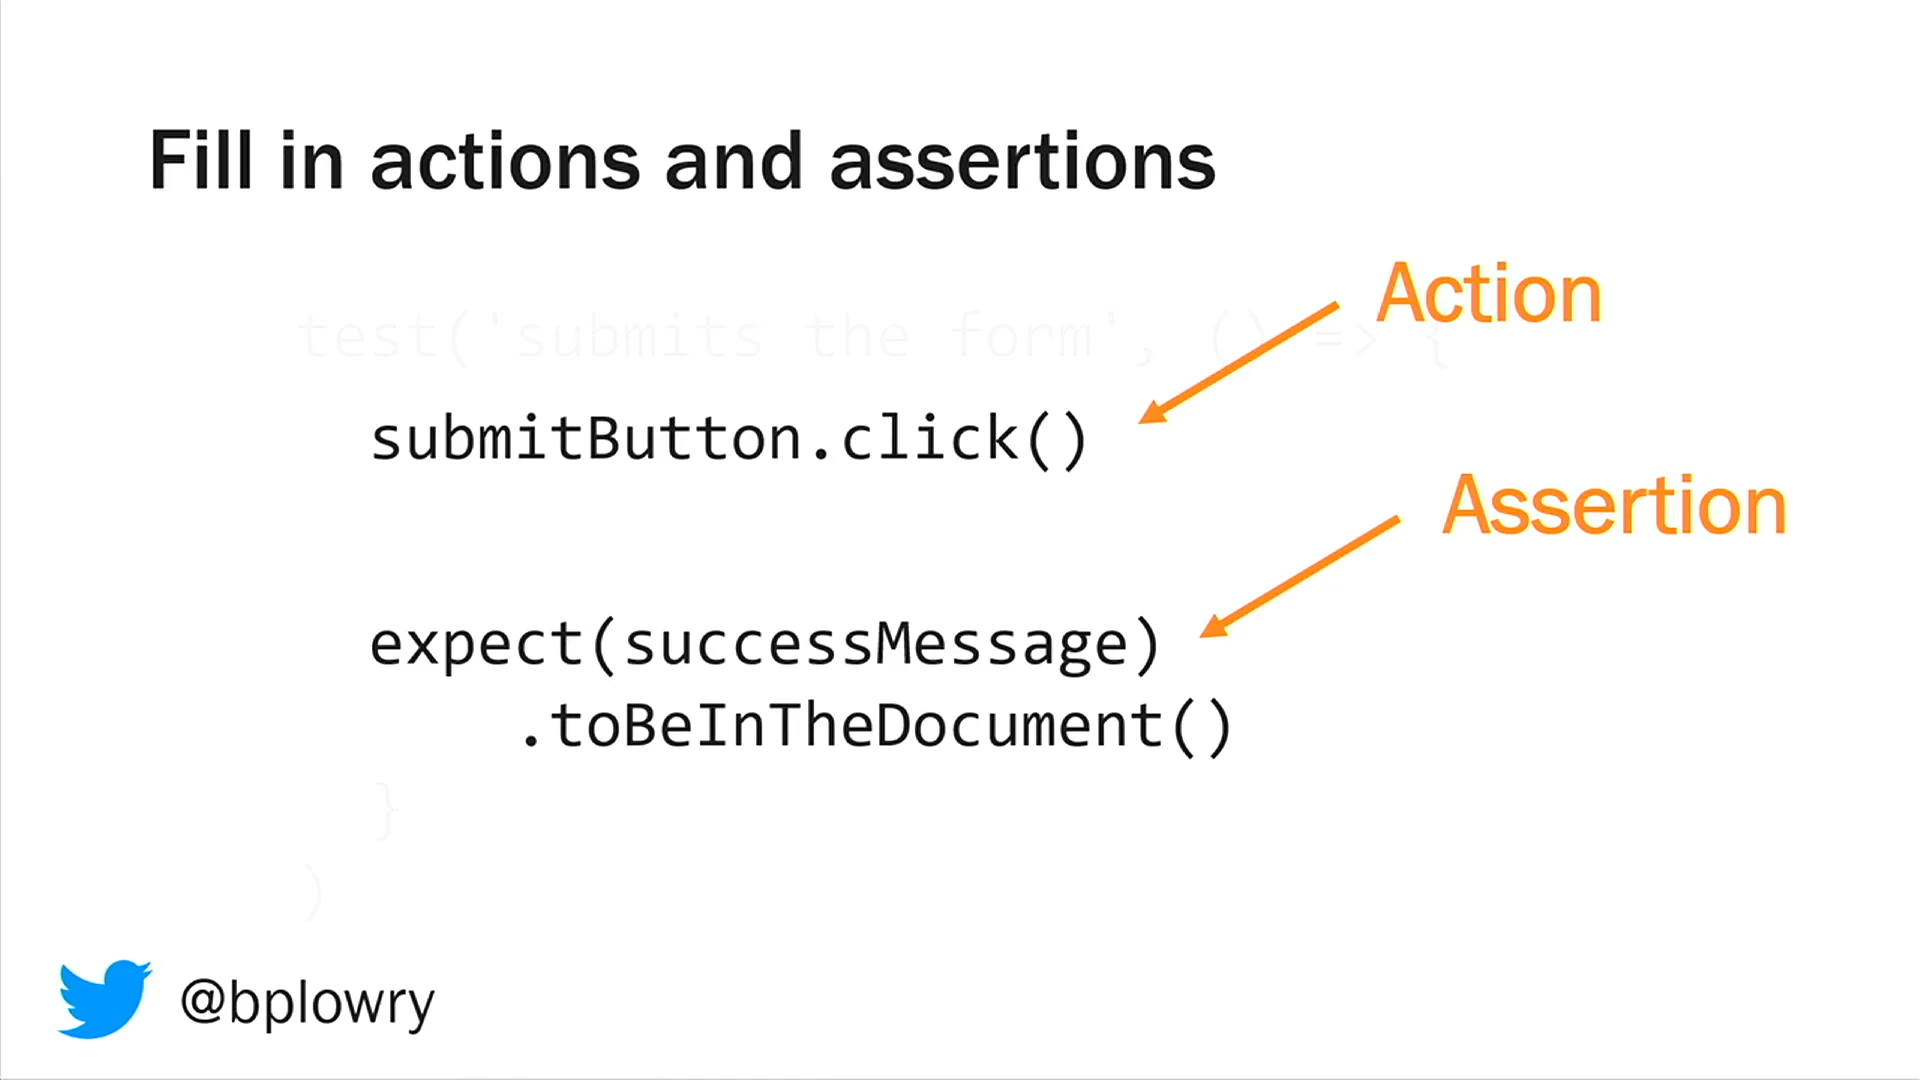 Fill in actions and assertions
Action
test('submits the form', () => {
submitButton.click()
Assertion
expect(successMessage)
.toBeInTheDocument()
}
)
@bplowry